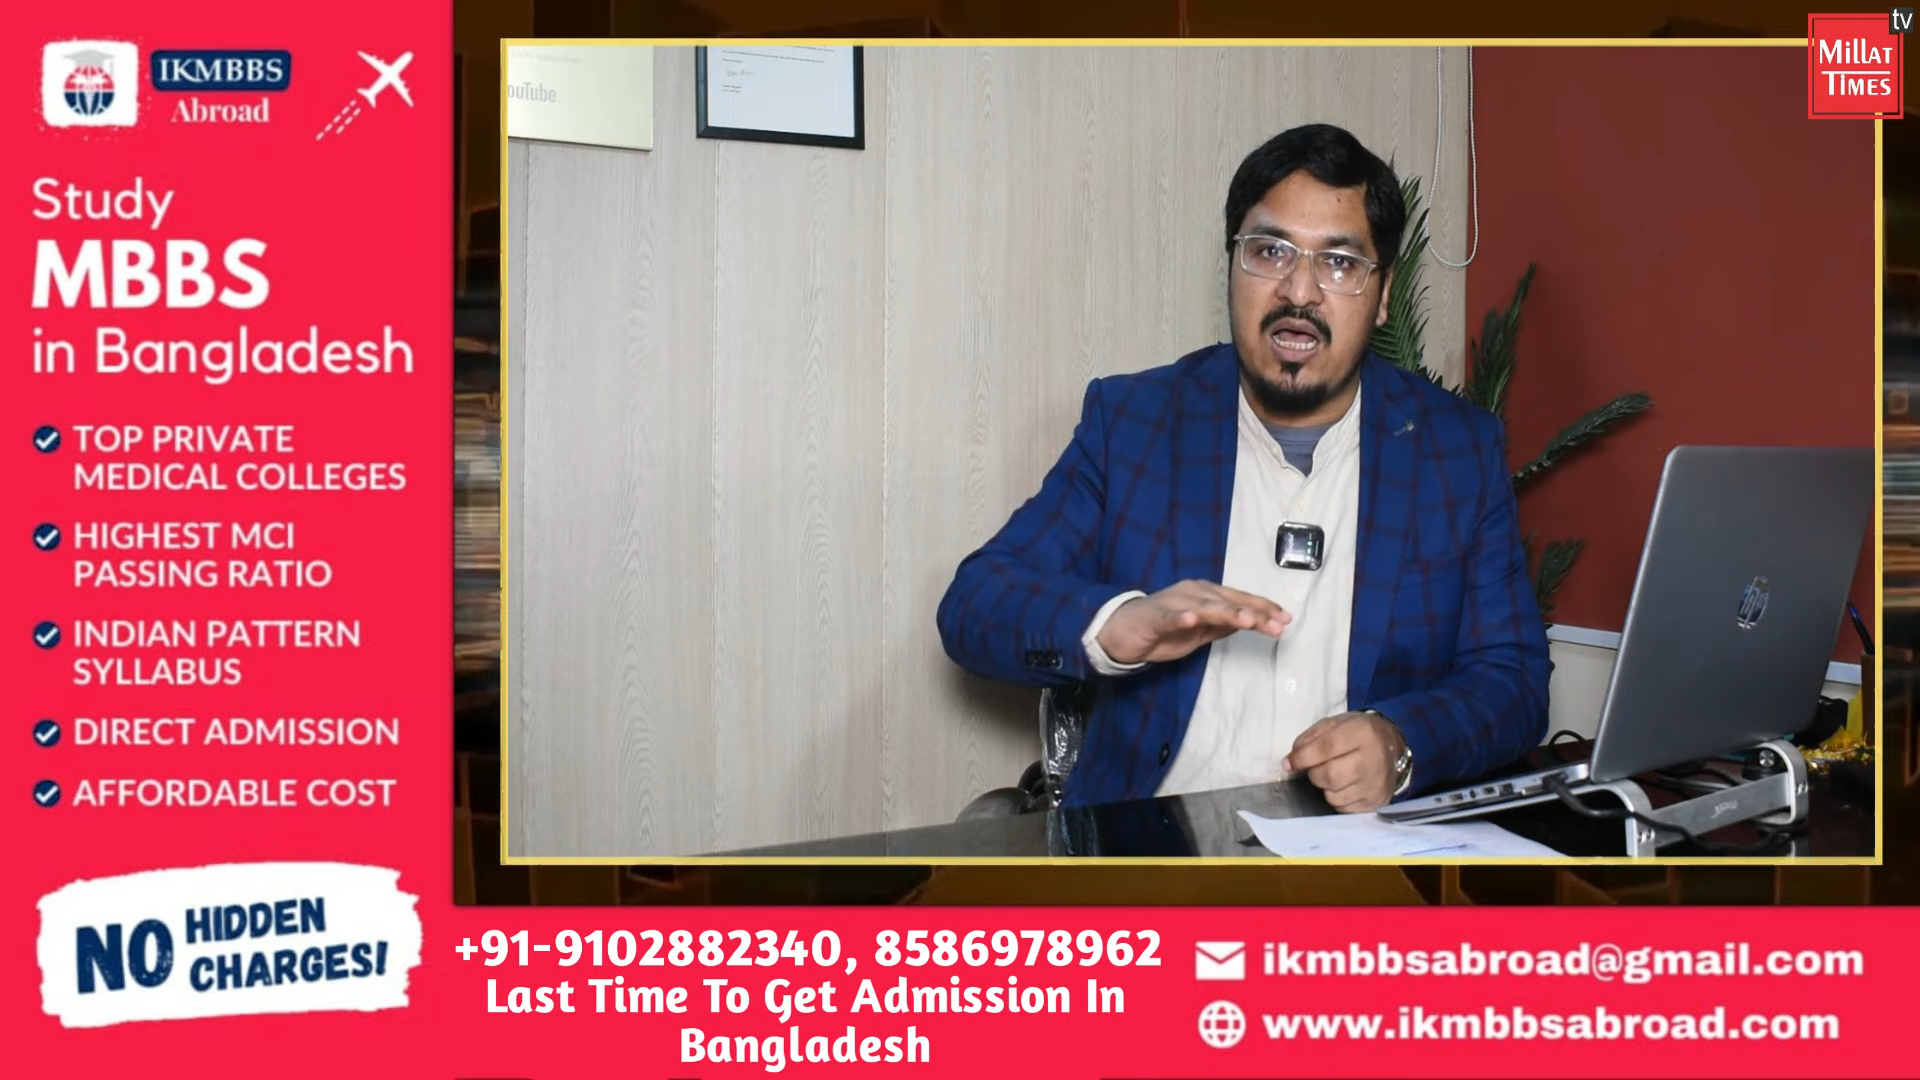 IKMBBS
Abroad
Study
MBBS
in Bangladesh
TOP PRIVATE
MEDICAL COLLEGES
HIGHEST MCI
PASSING RATIO
INDIAN PATTERN
SYLLABUS
DIRECT ADMISSION
AFFORDABLE COST
NO HIDDEN
CHARGES!
ouTube
tv
MILLAT
TIMES
hp
+91-9102882340, 8586978962
Last Time To Get Admission In
Bangladesh
ikmbbsabroad@gmail.com
www.ikmbbsabroad.com